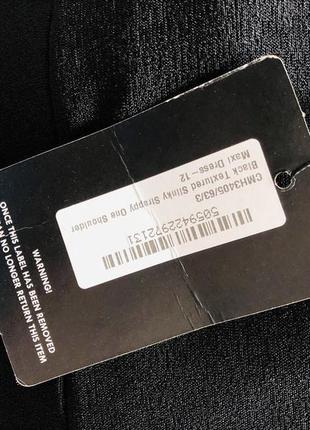 CMH3405/63/3
Black Textured Slinky Strappy One Shoulder
Maxi Dress – 12
5059422972131
WARNING!
ONCE THIS LABEL HAS BEEN REMOVED
CAN NO LONGER RETURN THIS ITEM